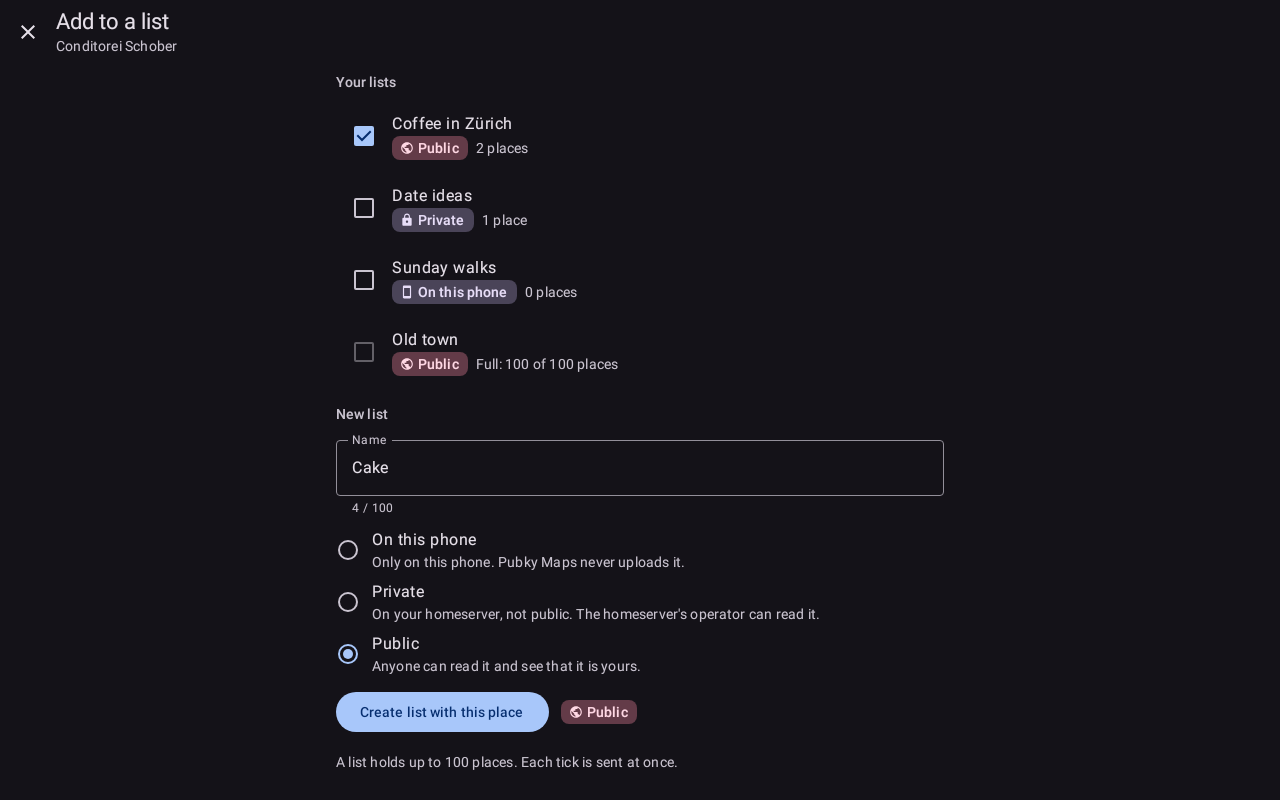 Add to a list
Conditorei Schober
Your lists
Coffee in Zürich
Public 2 places
Date ideas
Private 1 place
Sunday walks
On this phone 0 places
Old town
Public Full: 100 of 100 places
New list
Name
Cake
4 / 100
On this phone
Only on this phone. Pubky Maps never uploads it.
Private
On your homeserver, not public. The homeserver's operator can read it.
Public
Anyone can read it and see that it is yours.
Create list with this place Public
A list holds up to 100 places. Each tick is sent at once.